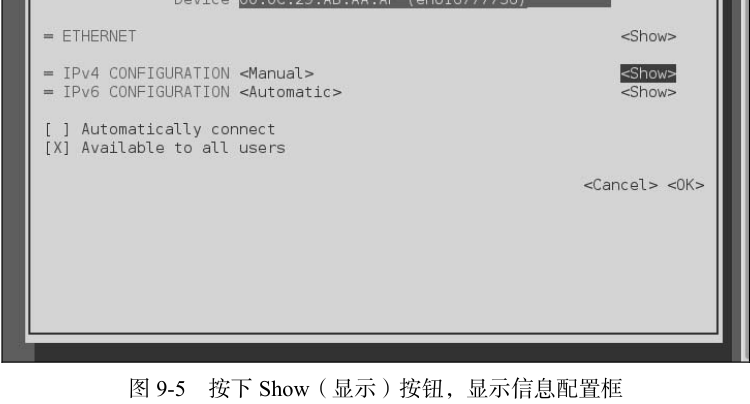 Device
= ETHERNET <Show>
= IPv4 CONFIGURATION <Manual> <Show>
= IPv6 CONFIGURATION <Automatic> <Show>
[ ] Automatically connect
[X] Available to all users
<Cancel> <OK>
图 9-5 按下 Show（显示）按钮，显示信息配置框